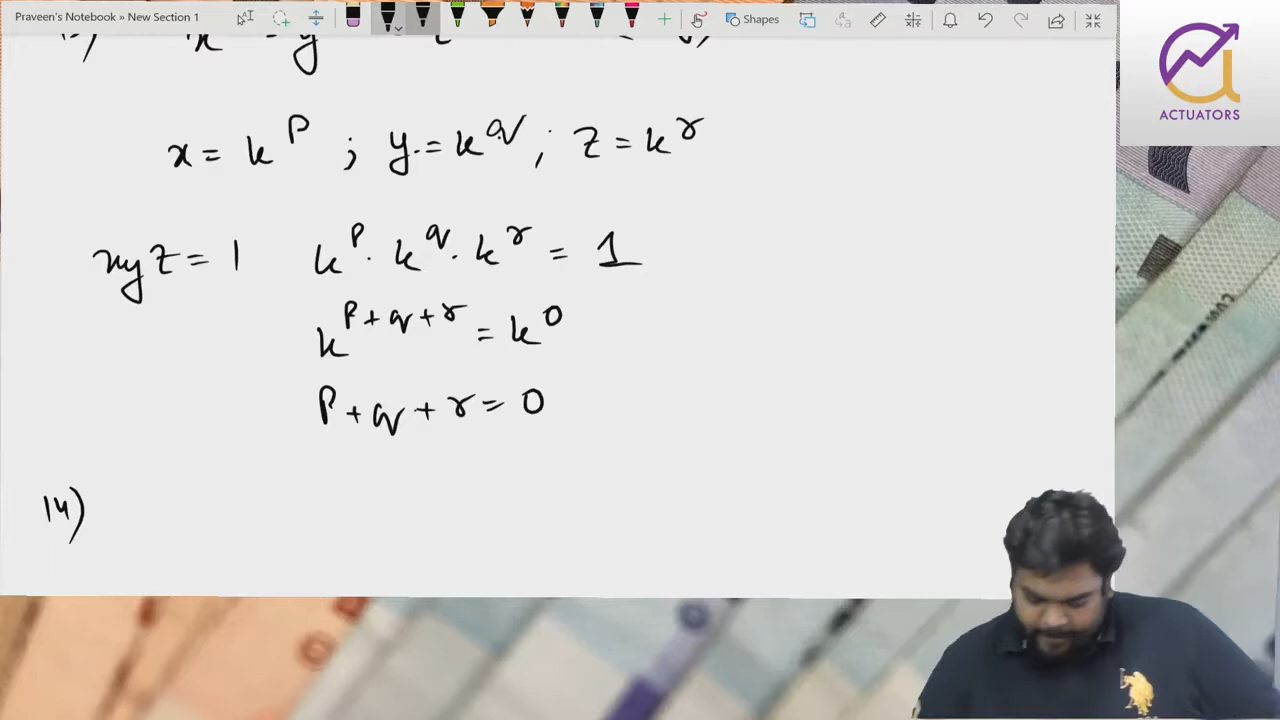 Praveen's Notebook » New Section 1
Shapes
ACTUATORS
x = k^p ; y = k^q ; z = k^r
xyz = 1 k^p . k^q . k^r = 1
k^p+q+r = k^0
p + q + r = 0
14)